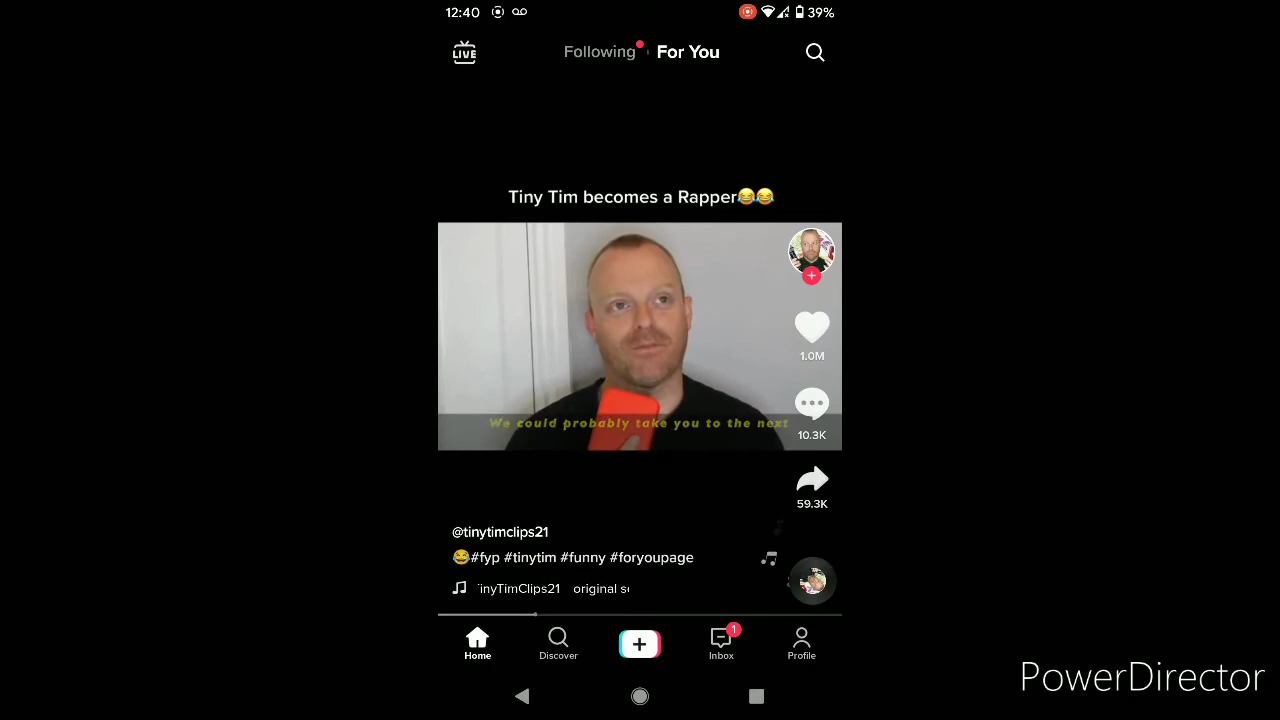 12:40
39%
LIVE
Following For You
Tiny Tim becomes a Rapper😂😂
1.0M
We could probably take you to the next
10.3K
59.3K
@tinytimclips21
😂#fyp #tinytim #funny #foryoupage
inyTimClips21 original s
1
Home Discover Inbox Profile
PowerDirector